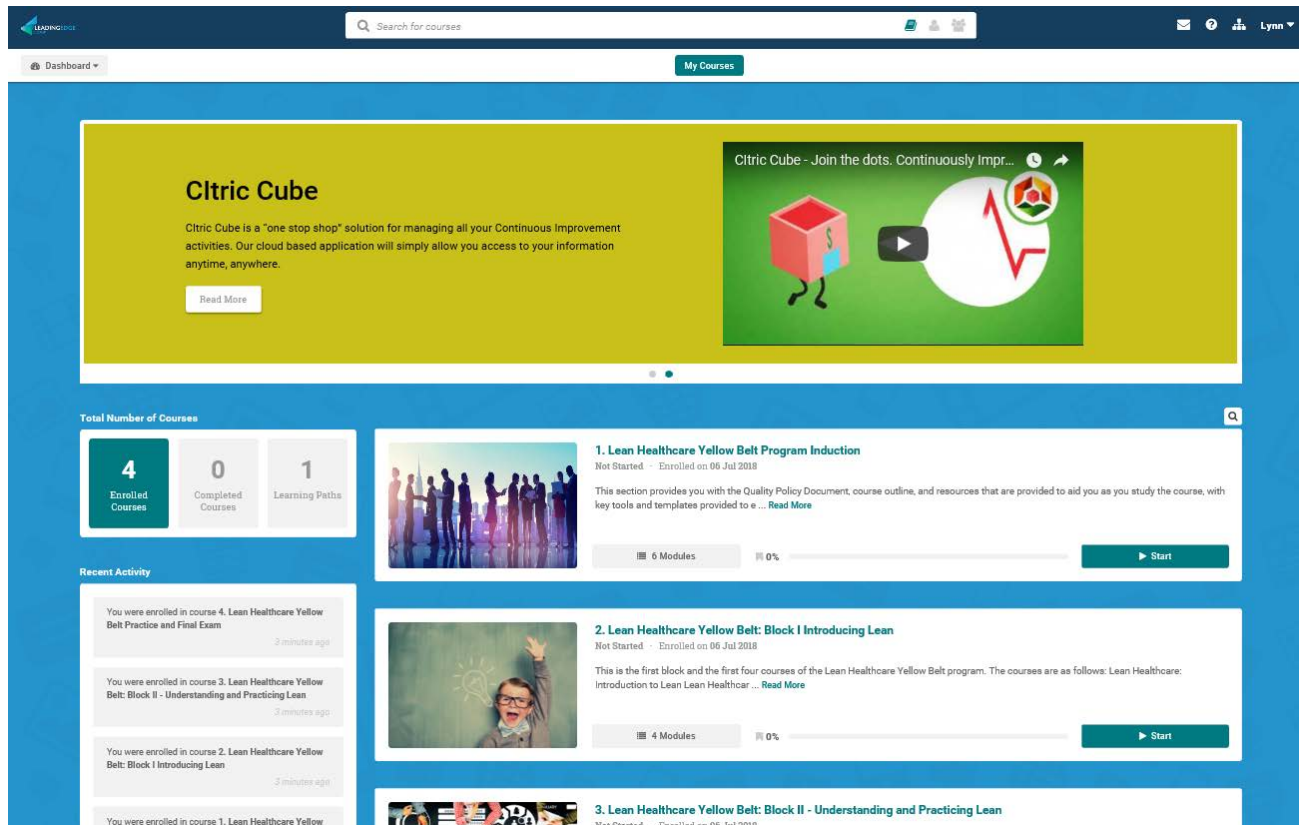 LEADINGEDGE
Search for courses
Lynn
Dashboard
My Courses
CItric Cube
CItric Cube is a "one stop shop" solution for managing all your Continuous Improvement
activities. Our cloud based application will simply allow you access to your information
anytime, anywhere.
Read More
CItric Cube - Join the dots. Continuously Impr...
$
Total Number of Courses
4
Enrolled
Courses
0
Completed
Courses
1
Learning Paths
Recent Activity
You were enrolled in course 4. Lean Healthcare Yellow
Belt Practice and Final Exam
3 minutes ago
You were enrolled in course 3. Lean Healthcare Yellow
Belt: Block II - Understanding and Practicing Lean
3 minutes ago
You were enrolled in course 2. Lean Healthcare Yellow
Belt: Block I Introducing Lean
3 minutes ago
You were enrolled in course 1. Lean Healthcare Yellow
1. Lean Healthcare Yellow Belt Program Induction
Not Started · Enrolled on 06 Jul 2018
This section provides you with the Quality Policy Document, course outline, and resources that are provided to aid you as you study the course, with
key tools and templates provided to e ... Read More
6 Modules
0%
Start
2. Lean Healthcare Yellow Belt: Block I Introducing Lean
Not Started · Enrolled on 06 Jul 2018
This is the first block and the first four courses of the Lean Healthcare Yellow Belt program. The courses are as follows: Lean Healthcare:
Introduction to Lean Lean Healthcar ... Read More
4 Modules
0%
Start
3. Lean Healthcare Yellow Belt: Block II - Understanding and Practicing Lean
Not Started · Enrolled on 06 Jul 2018